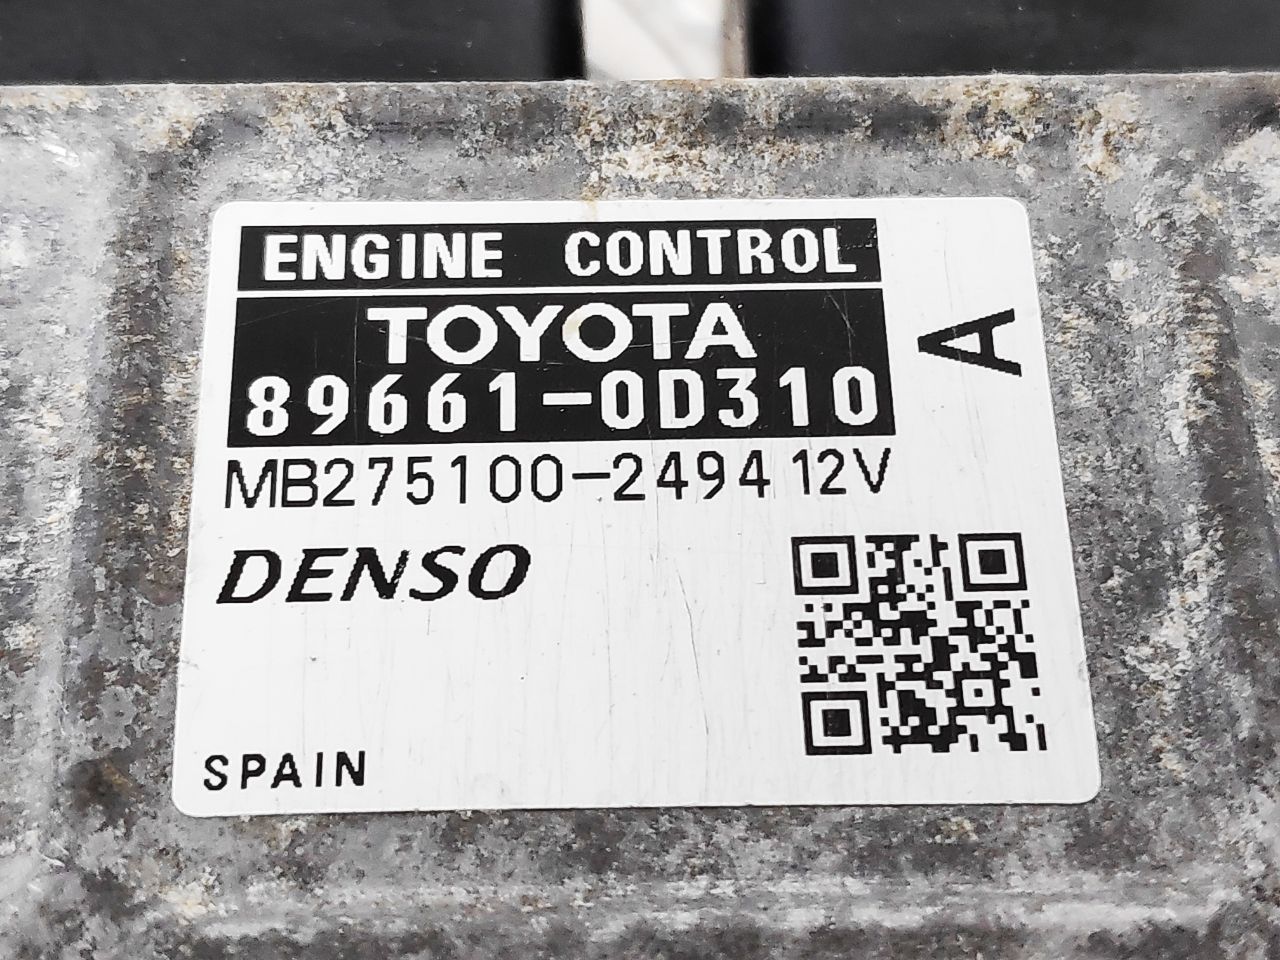 ENGINE CONTROL
TOYOTA
89661-0D310
A
MB275100-2494 12V
DENSO
SPAIN